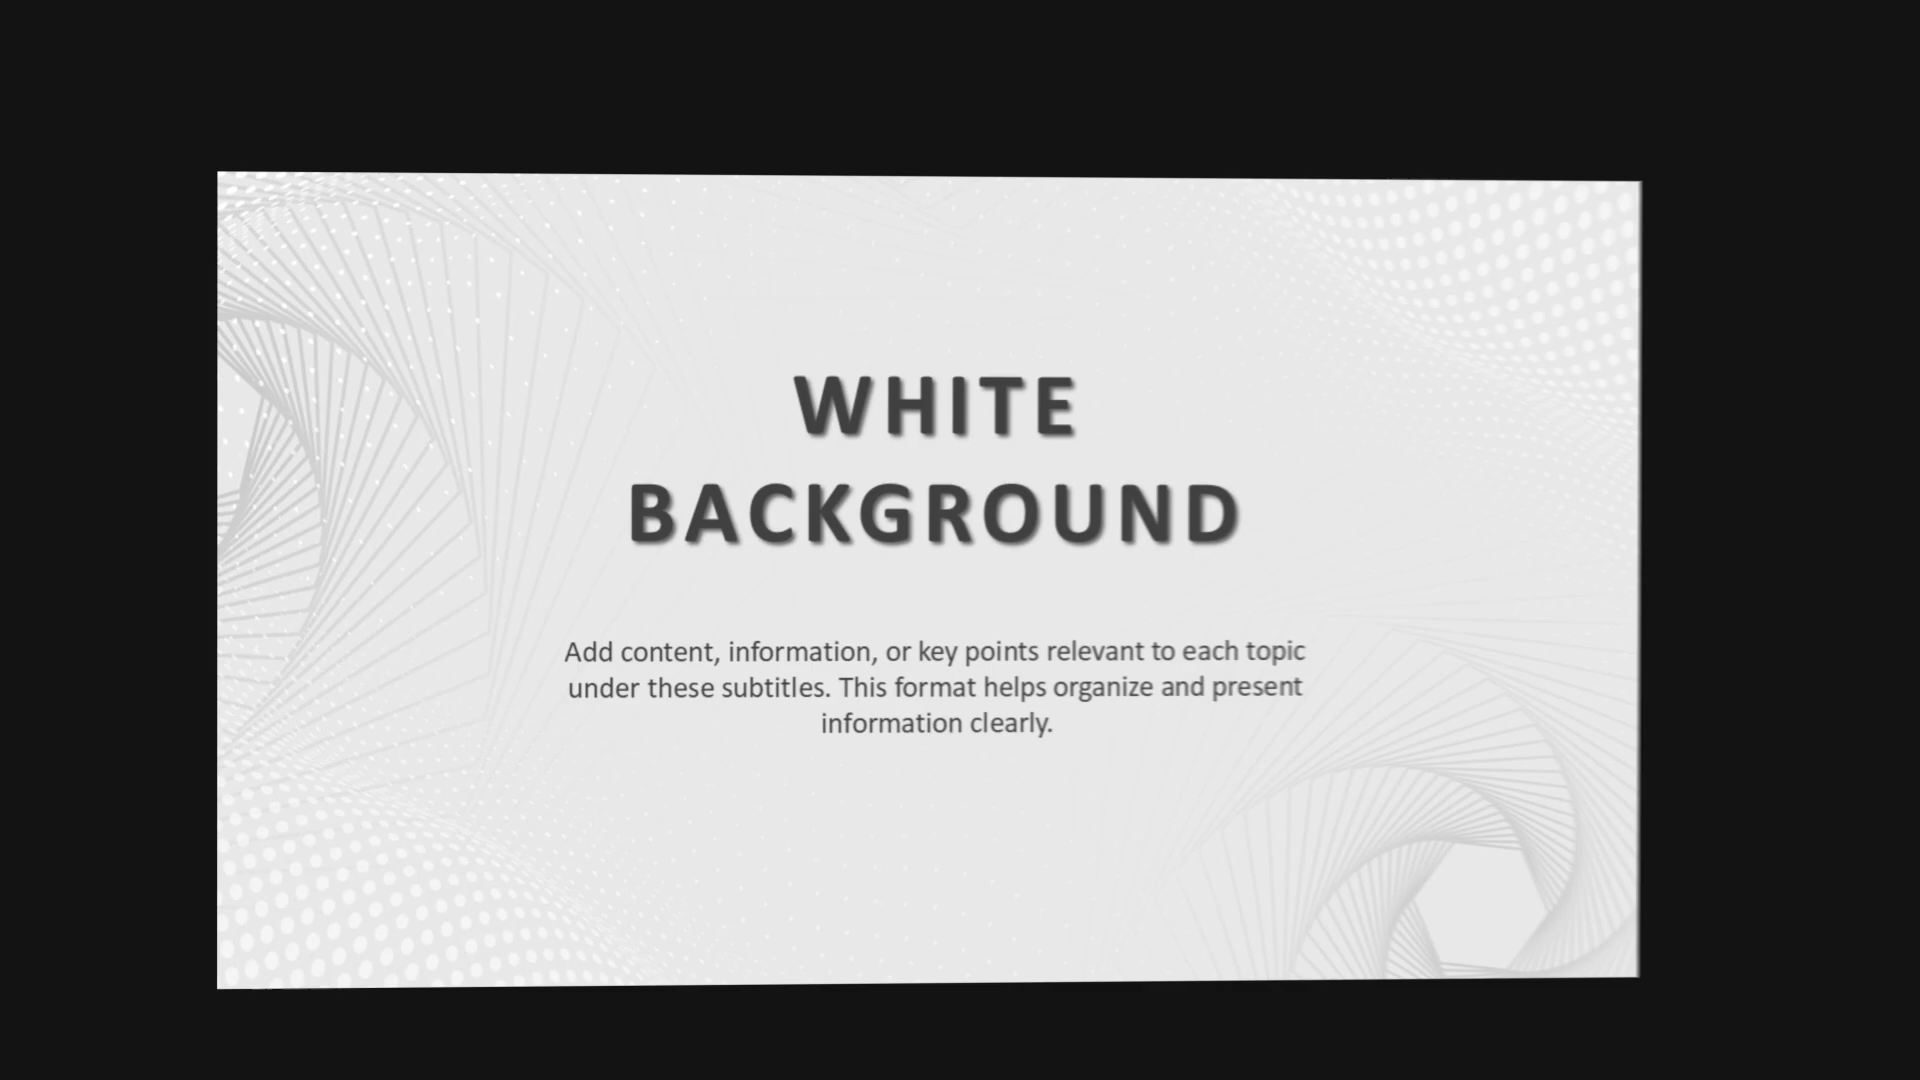 WHITE
BACKGROUND
Add content, information, or key points relevant to each topic
under these subtitles. This format helps organize and present
information clearly.